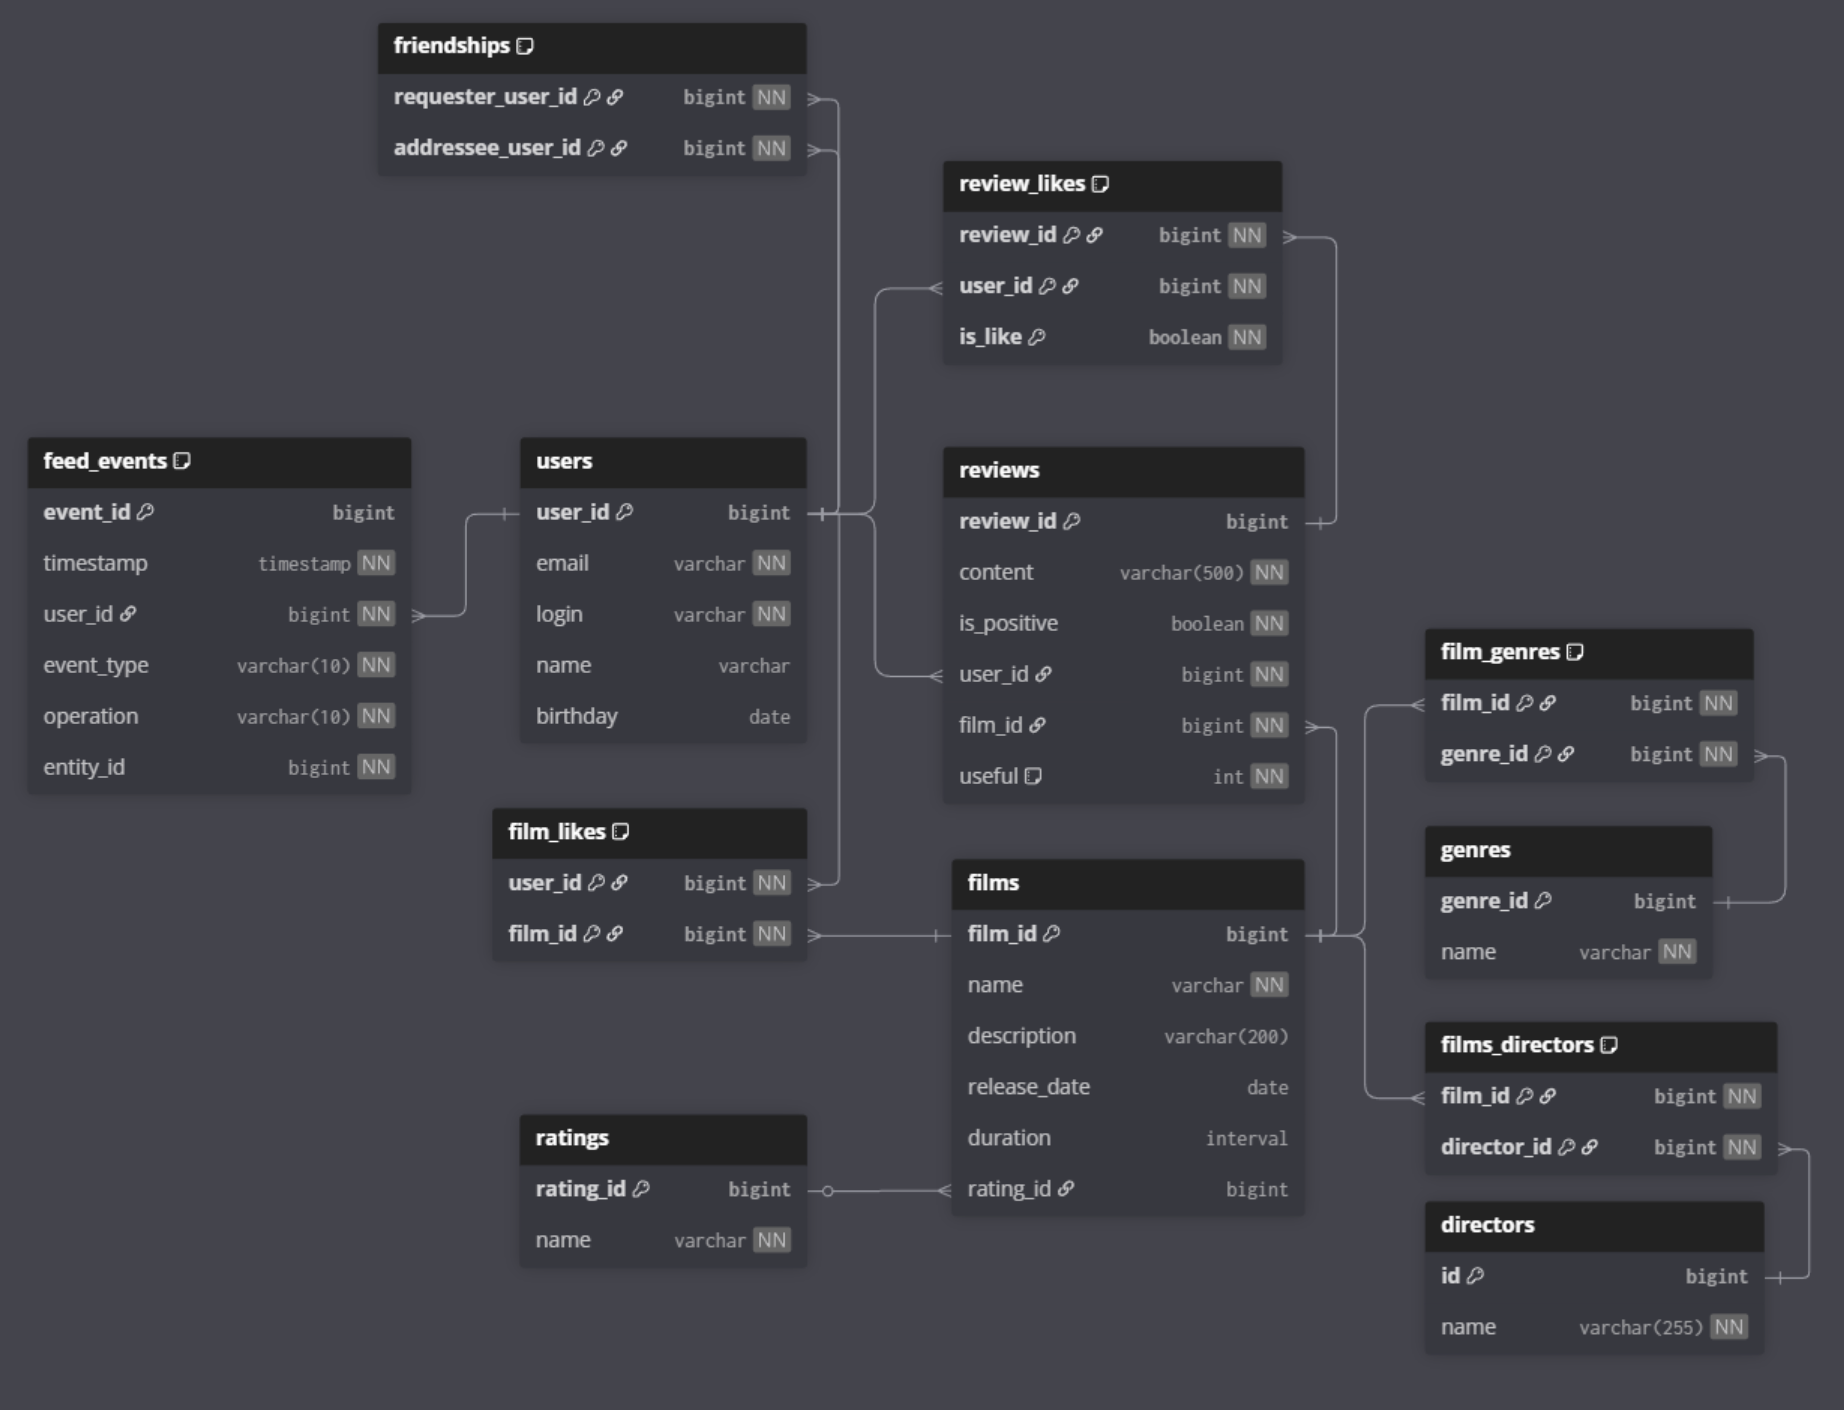 friendships
requester_user_id bigint NN
addressee_user_id bigint NN
review_likes
review_id bigint NN
user_id bigint NN
is_like boolean NN
feed_events
event_id bigint
timestamp timestamp NN
user_id bigint NN
event_type varchar(10) NN
operation varchar(10) NN
entity_id bigint NN
users
user_id bigint
email varchar NN
login varchar NN
name varchar
birthday date
reviews
review_id bigint
content varchar(500) NN
is_positive boolean NN
user_id bigint NN
film_id bigint NN
useful int NN
film_genres
film_id bigint NN
genre_id bigint NN
film_likes
user_id bigint NN
film_id bigint NN
films
film_id bigint
name varchar NN
description varchar(200)
release_date date
duration interval
rating_id bigint
genres
genre_id bigint
name varchar NN
films_directors
film_id bigint NN
director_id bigint NN
ratings
rating_id bigint
name varchar NN
directors
id bigint
name varchar(255) NN